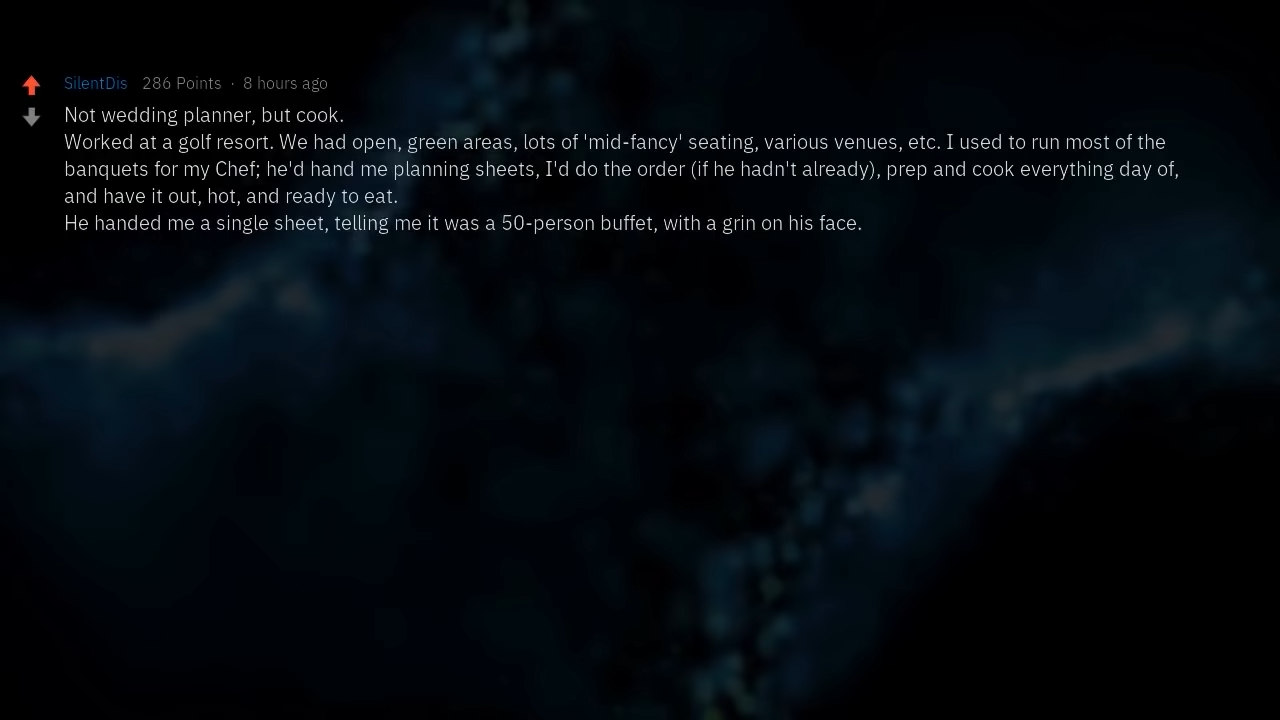 SilentDis 286 Points · 8 hours ago
Not wedding planner, but cook.
Worked at a golf resort. We had open, green areas, lots of 'mid-fancy' seating, various venues, etc. I used to run most of the
banquets for my Chef; he'd hand me planning sheets, I'd do the order (if he hadn't already), prep and cook everything day of,
and have it out, hot, and ready to eat.
He handed me a single sheet, telling me it was a 50-person buffet, with a grin on his face.